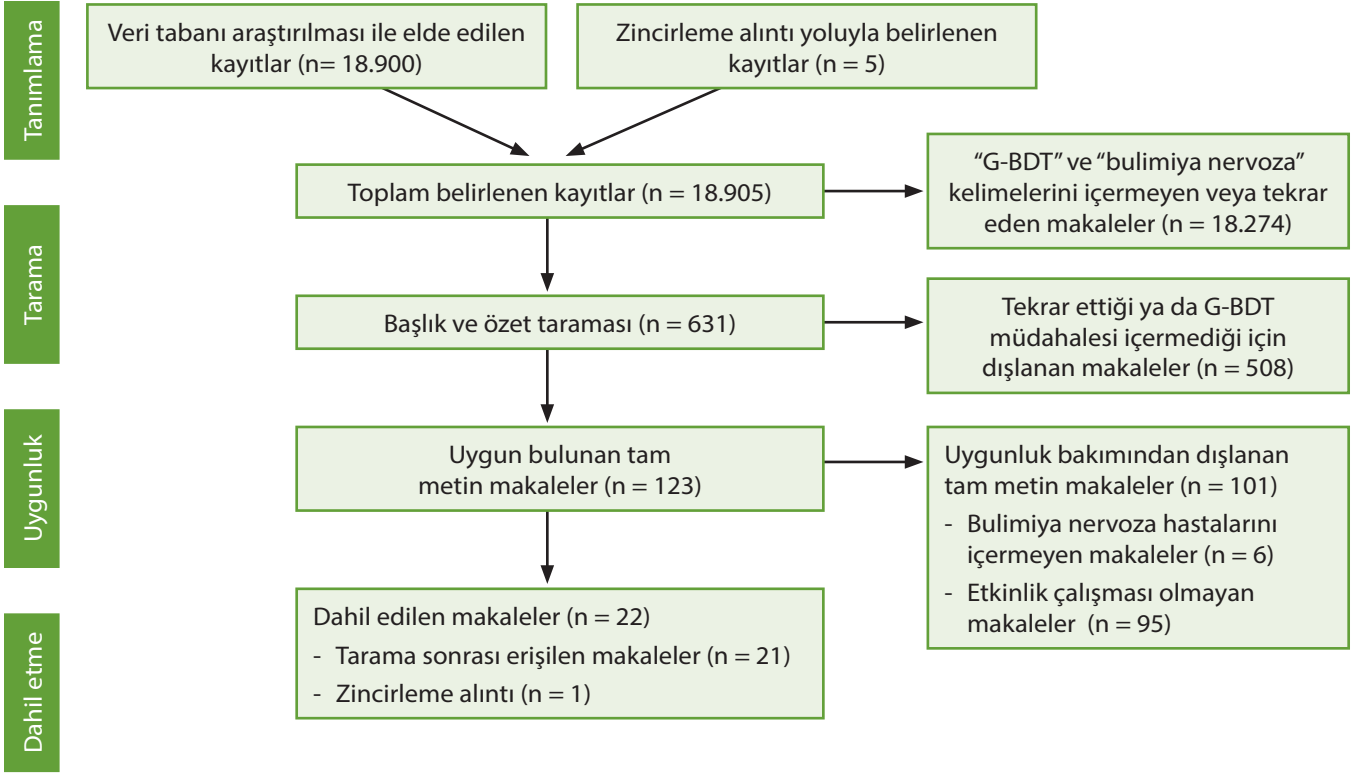 Tanımlama
Veri tabanı araştırılması ile elde edilen
kayıtlar (n= 18.900)
Zincirleme alıntı yoluyla belirlenen
kayıtlar (n = 5)
Toplam belirlenen kayıtlar (n = 18.905)
“G-BDT” ve “bulimiya nervoza”
kelimelerini içermeyen veya tekrar
eden makaleler (n = 18.274)
Tarama
Başlık ve özet taraması (n = 631)
Tekrar ettiği ya da G-BDT
müdahalesi içermediği için
dışlanan makaleler (n = 508)
Uygunluk
Uygun bulunan tam
metin makaleler (n = 123)
Uygunluk bakımından dışlanan
tam metin makaleler (n = 101)
- Bulimiya nervoza hastalarını
içermeyen makaleler (n = 6)
- Etkinlik çalışması olmayan
makaleler (n = 95)
Dahil etme
Dahil edilen makaleler (n = 22)
- Tarama sonrası erişilen makaleler (n = 21)
- Zincirleme alıntı (n = 1)